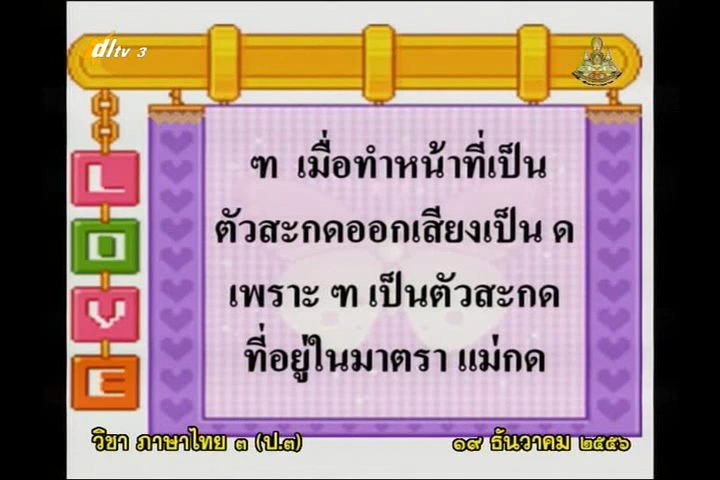 dltv 3
ฑ เมื่อทำหน้าที่เป็น
ตัวสะกดออกเสียงเป็น ด
เพราะ ฑ เป็นตัวสะกด
ที่อยู่ในมาตรา แม่กด
L
O
V
E
วิชา ภาษาไทย ๓ (ป.๓)
๑๙ ธันวาคม ๒๕๕๖